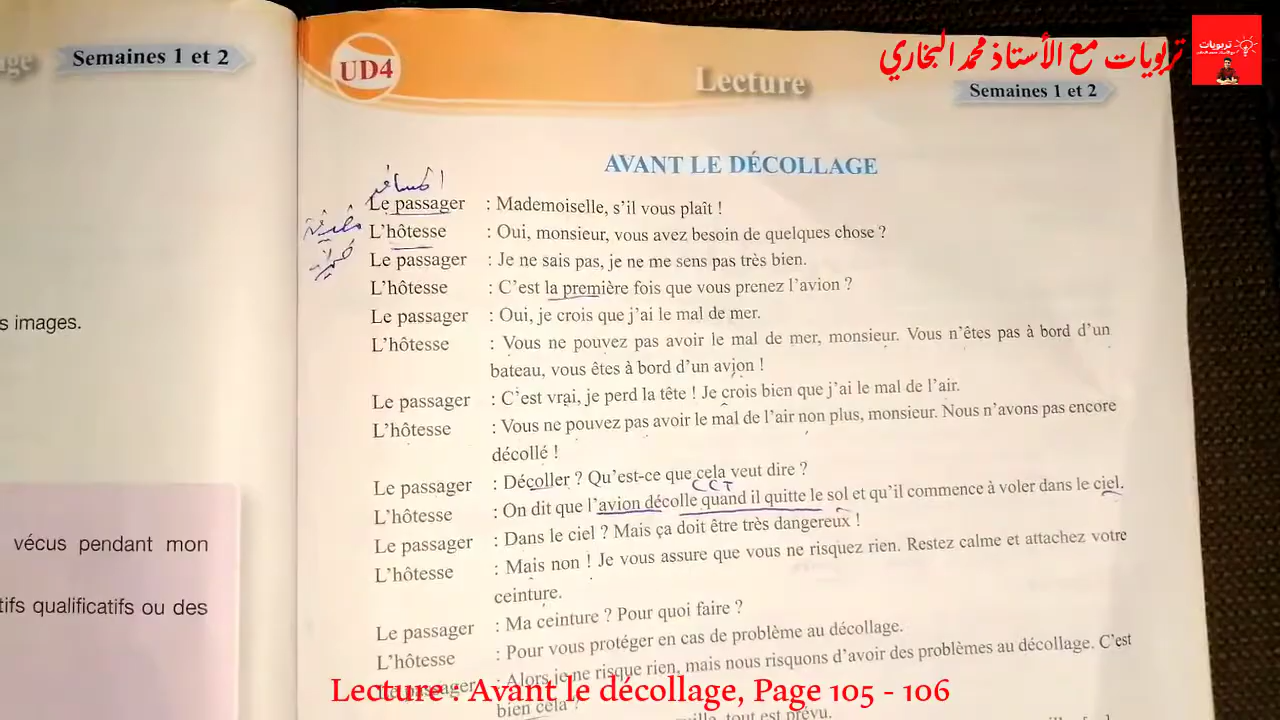 age
Semaines 1 et 2
s images.
vécus pendant mon
tifs qualificatifs ou des
UD4
Lecture
تربويات مع الأستاذ محمد البخاري
تربويات
Semaines 1 et 2
AVANT LE DÉCOLLAGE
المسافر
Le passager : Mademoiselle, s'il vous plaît !
مضيفة
L'hôtesse : Oui, monsieur, vous avez besoin de quelques chose ?
Le passager : Je ne sais pas, je ne me sens pas très bien.
L'hôtesse : C'est la première fois que vous prenez l'avion ?
Le passager : Oui, je crois que j'ai le mal de mer.
L'hôtesse : Vous ne pouvez pas avoir le mal de mer, monsieur. Vous n'êtes pas à bord d'un
bateau, vous êtes à bord d'un avion !
Le passager : C'est vrai, je perd la tête ! Je crois bien que j'ai le mal de l'air.
L'hôtesse : Vous ne pouvez pas avoir le mal de l'air non plus, monsieur. Nous n'avons pas encore
décollé !
Le passager : Décoller ? Qu'est-ce que cela veut dire ?
CCT
L'hôtesse : On dit que l'avion décolle quand il quitte le sol et qu'il commence à voler dans le ciel.
Le passager : Dans le ciel ? Mais ça doit être très dangereux !
L'hôtesse : Mais non ! Je vous assure que vous ne risquez rien. Restez calme et attachez votre
ceinture.
Le passager : Ma ceinture ? Pour quoi faire ?
L'hôtesse : Pour vous protéger en cas de problème au décollage.
Le passager : Alors je ne risque rien, mais nous risquons d'avoir des problèmes au décollage. C'est
bien cela ?
tout est prévu.
Lecture : Avant le décollage, Page 105 - 106